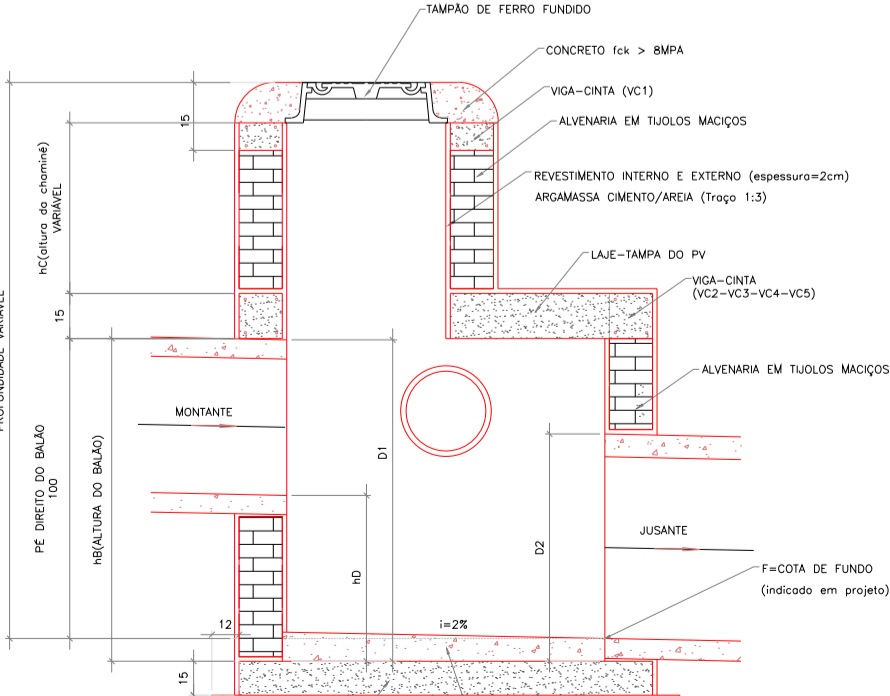 TAMPÃO DE FERRO FUNDIDO
CONCRETO fck > 8MPA
VIGA-CINTA (VC1)
15
ALVENARIA EM TIJOLOS MACIÇOS
REVESTIMENTO INTERNO E EXTERNO (espessura=2cm)
ARGAMASSA CIMENTO/AREIA (Traço 1:3)
hC(altura da chaminé)
VARIÁVEL
LAJE-TAMPA DO PV
VIGA-CINTA
(VC2-VC3-VC4-VC5)
15
PROFUNDIDADE VARIÁVEL
ALVENARIA EM TIJOLOS MACIÇOS
MONTANTE
D1
PÉ DIREITO DO BALÃO
100
hB(ALTURA DO BALÃO)
JUSANTE
D2
hD
F=COTA DE FUNDO
(indicado em projeto)
12
i=2%
15